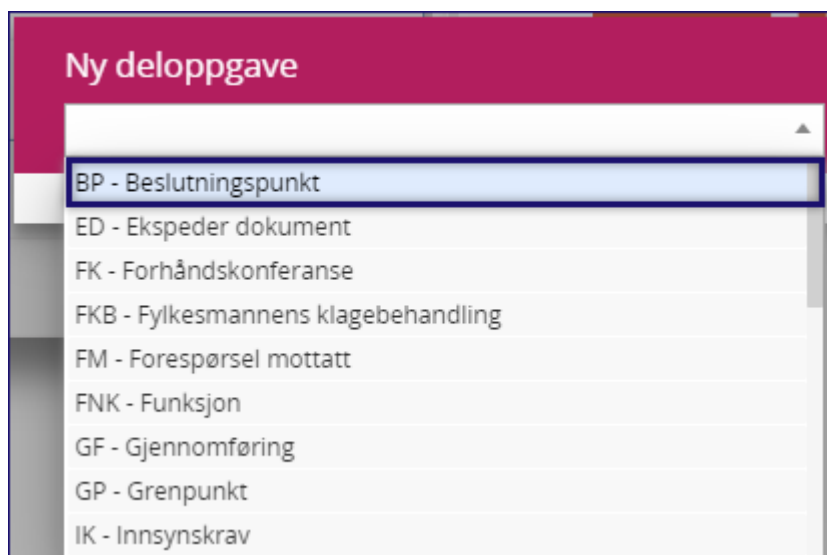 Ny deloppgave
BP - Beslutningspunkt
ED - Ekspeder dokument
FK - Forhåndskonferanse
FKB - Fylkesmannens klagebehandling
FM - Forespørsel mottatt
FNK - Funksjon
GF - Gjennomføring
GP - Grenpunkt
IK - Innsynskrav